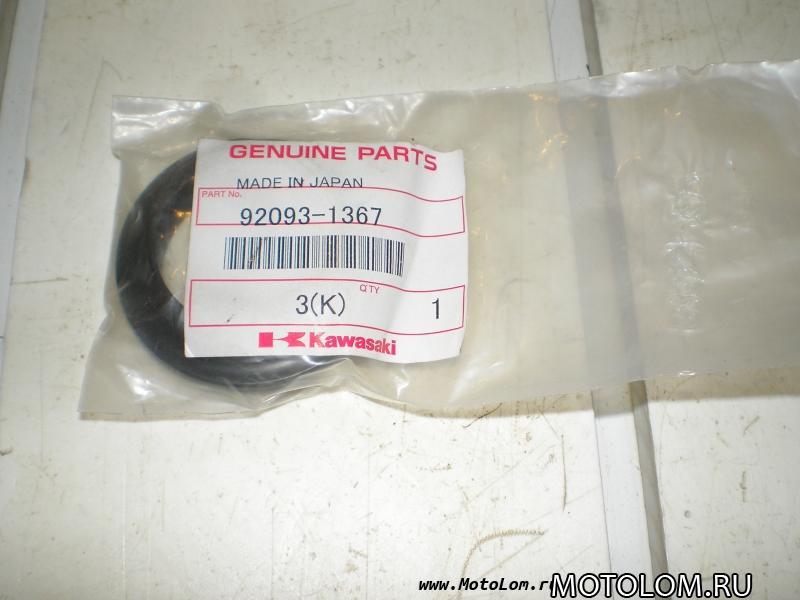 GENUINE PARTS
MADE IN JAPAN
PART No.
92093-1367
Q'TY
3(K) 1
Kawasaki
www.MotoLom.r
MOTOLOM.RU